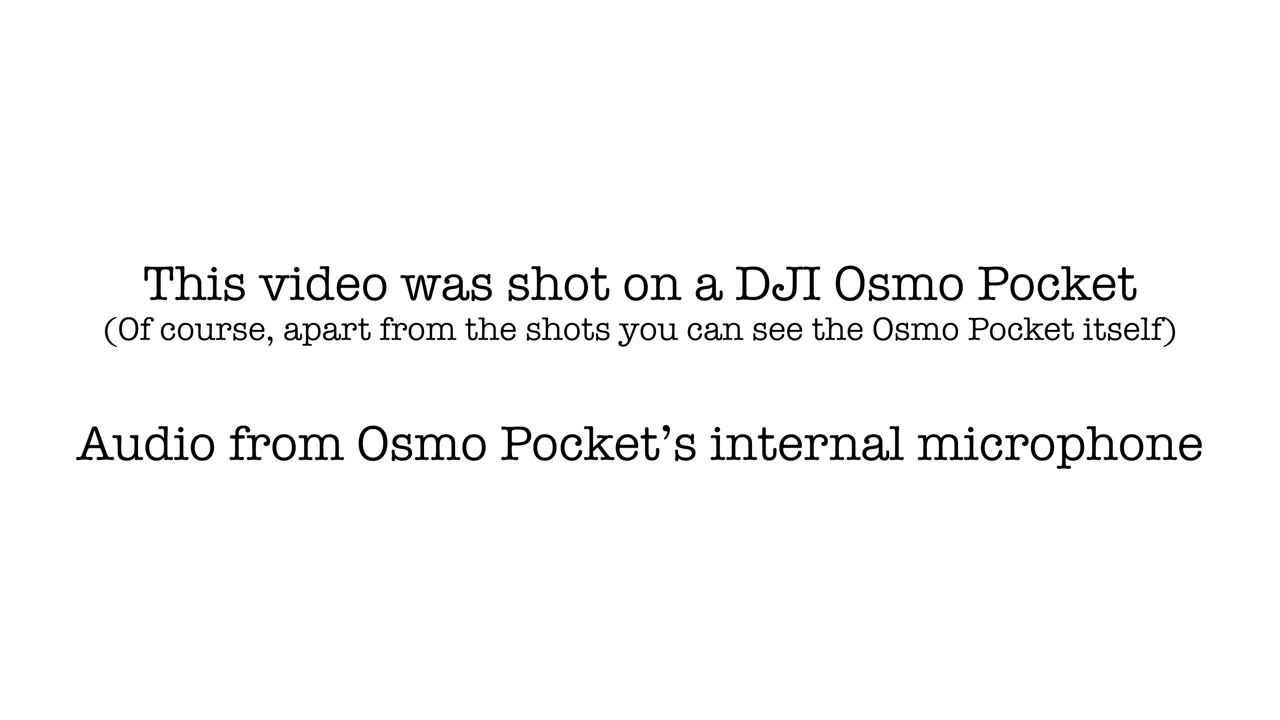 This video was shot on a DJI Osmo Pocket
(Of course, apart from the shots you can see the Osmo Pocket itself)
Audio from Osmo Pocket’s internal microphone